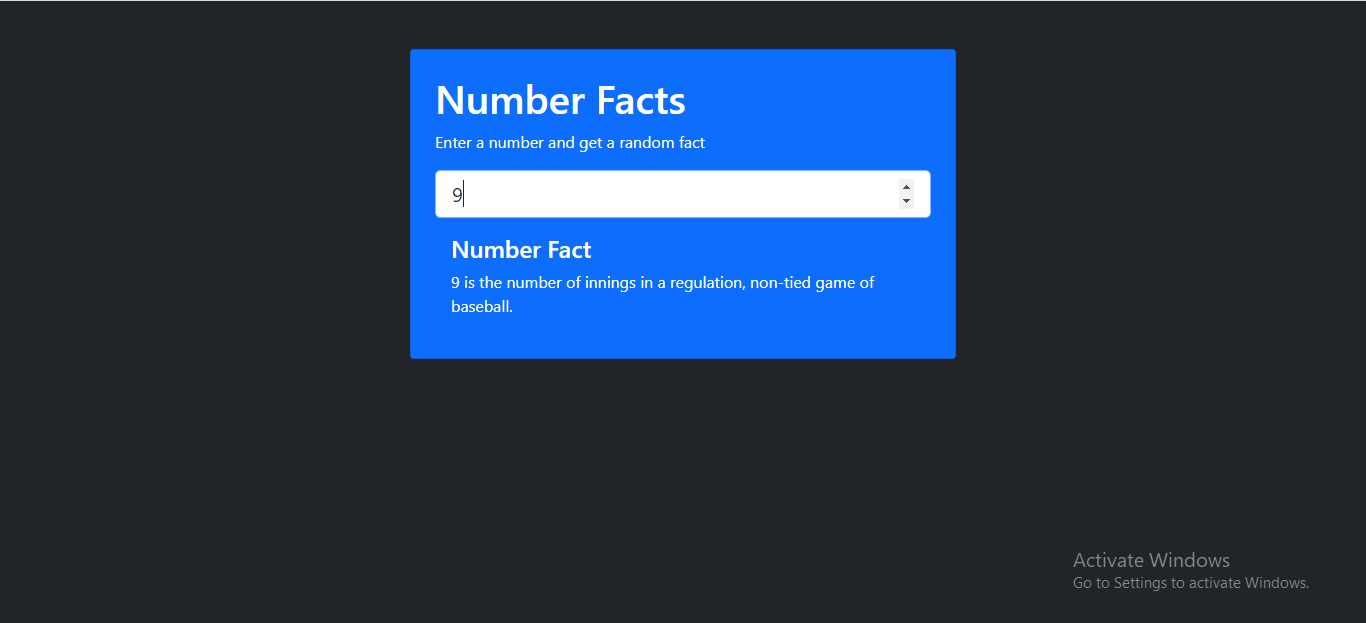 Number Facts
Enter a number and get a random fact
9
Number Fact
9 is the number of innings in a regulation, non-tied game of
baseball.
Activate Windows
Go to Settings to activate Windows.